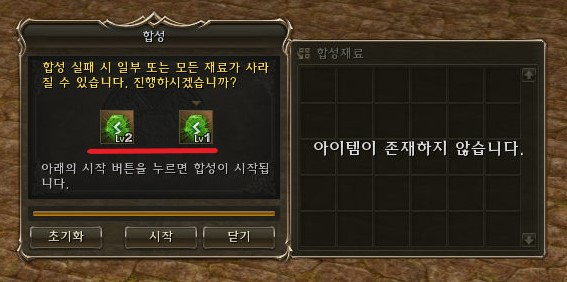 합성
합성 실패 시 일부 또는 모든 재료가 사라
질 수 있습니다. 진행하시겠습니까?
Lv2
Lv1
아래의 시작 버튼을 누르면 합성이 시작됩
니다.
초기화
시작
닫기
합성재료
아이템이 존재하지 않습니다.